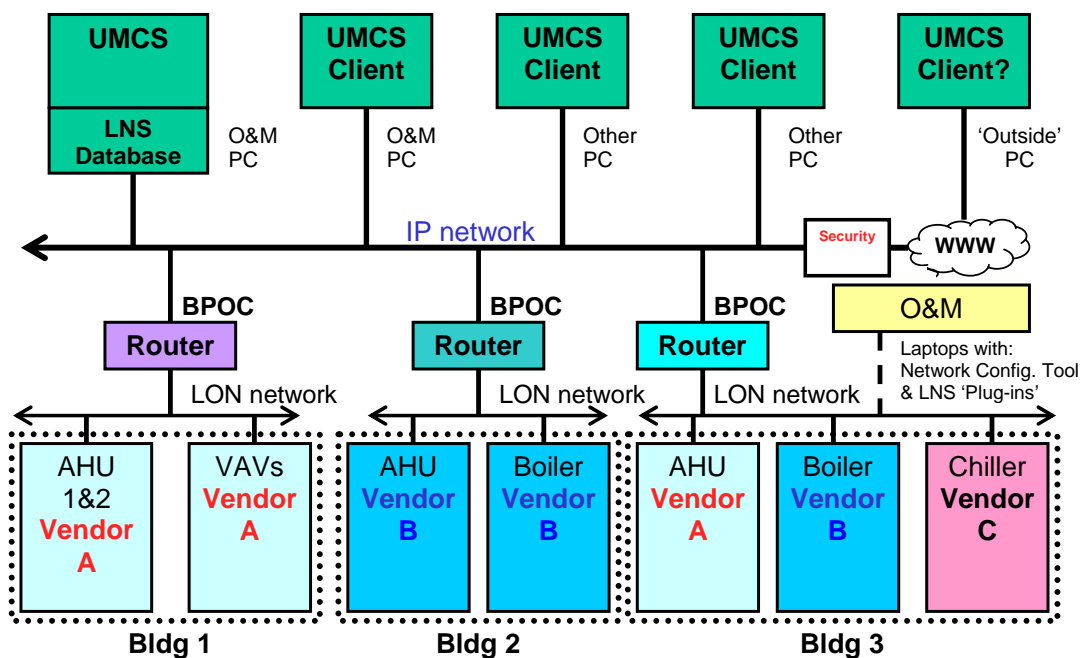 UMCS
LNS
Database
O&M
PC
UMCS
Client
O&M
PC
UMCS
Client
Other
PC
UMCS
Client
Other
PC
UMCS
Client?
'Outside'
PC
IP network
Security
WWW
BPOC
Router
LON network
BPOC
Router
LON network
BPOC
Router
LON network
O&M
Laptops with:
Network Config. Tool
& LNS 'Plug-ins'
AHU
1&2
Vendor
A
VAVs
Vendor
A
AHU
Vendor
B
Boiler
Vendor
B
AHU
Vendor
A
Boiler
Vendor
B
Chiller
Vendor
C
Bldg 1
Bldg 2
Bldg 3